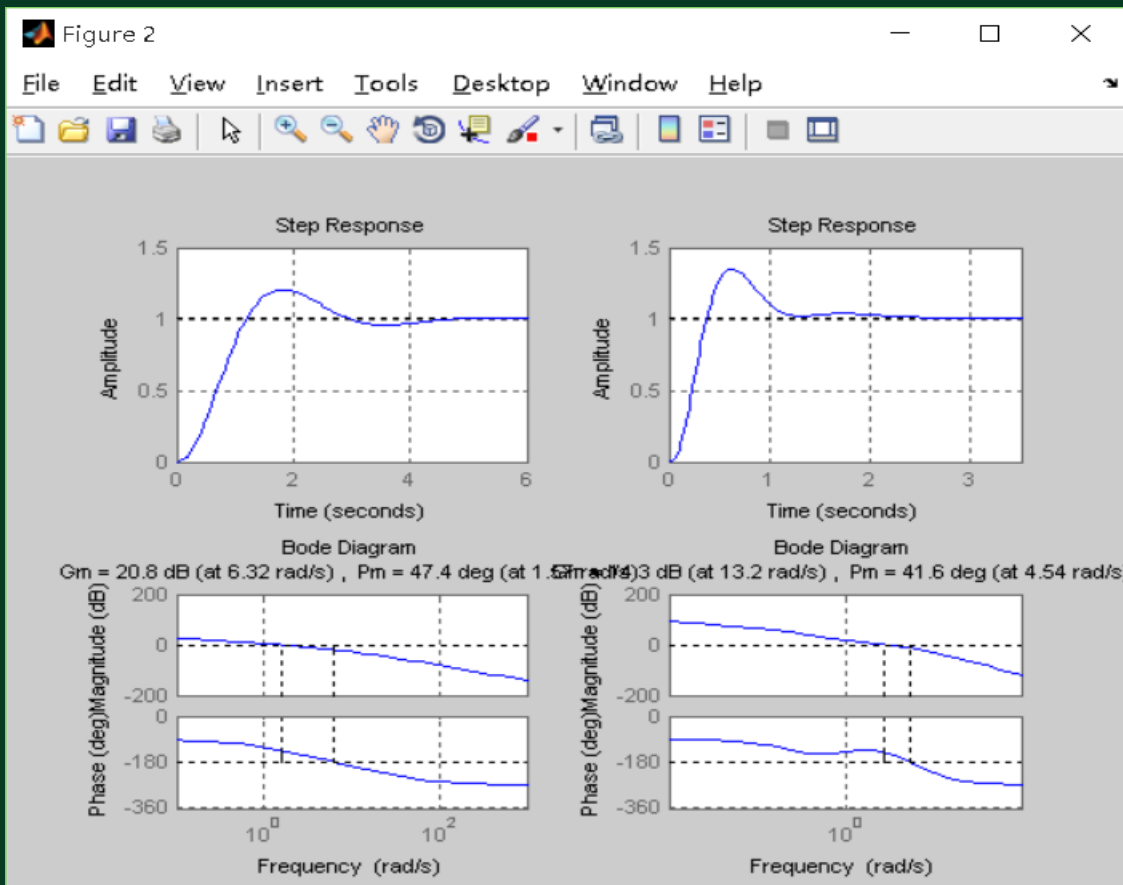 Figure 2
File Edit View Insert Tools Desktop Window Help
Step Response
1.5
1
0.5
0
Amplitude
0 2 4 6
Time (seconds)
Step Response
1.5
1
0.5
0
Amplitude
0 1 2 3
Time (seconds)
Bode Diagram
Gm = 20.8 dB (at 6.32 rad/s) , Pm = 47.4 deg (at
200
0
-200
Magnitude (dB)
0
-180
-360
Phase (deg)
10^0 10^2
Frequency (rad/s)
Bode Diagram
dB (at 13.2 rad/s) , Pm = 41.6 deg (at 4.54 rad/s
200
0
-200
Magnitude (dB)
0
-180
-360
Phase (deg)
10^0
Frequency (rad/s)